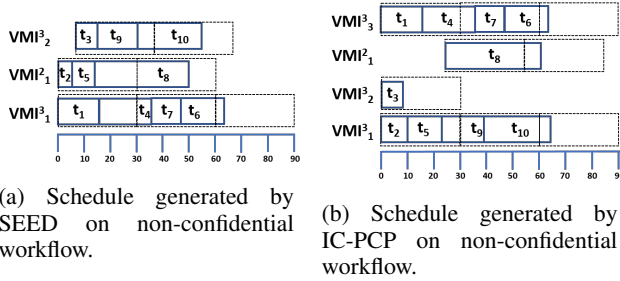 VMI³₂ t₃ t₉ t₁₀
VMI²₁ t₂ t₅ t₈
VMI³₁ t₁ t₄ t₇ t₆
0 10 20 30 40 50 60 70 80 90
(a) Schedule generated by
SEED on non-confidential
workflow.
VMI³₃ t₁ t₄ t₇ t₆
VMI²₁ t₈
VMI³₂ t₃
VMI³₁ t₂ t₅ t₉ t₁₀
0 10 20 30 40 50 60 70 80 9
(b) Schedule generated by
IC-PCP on non-confidential
workflow.